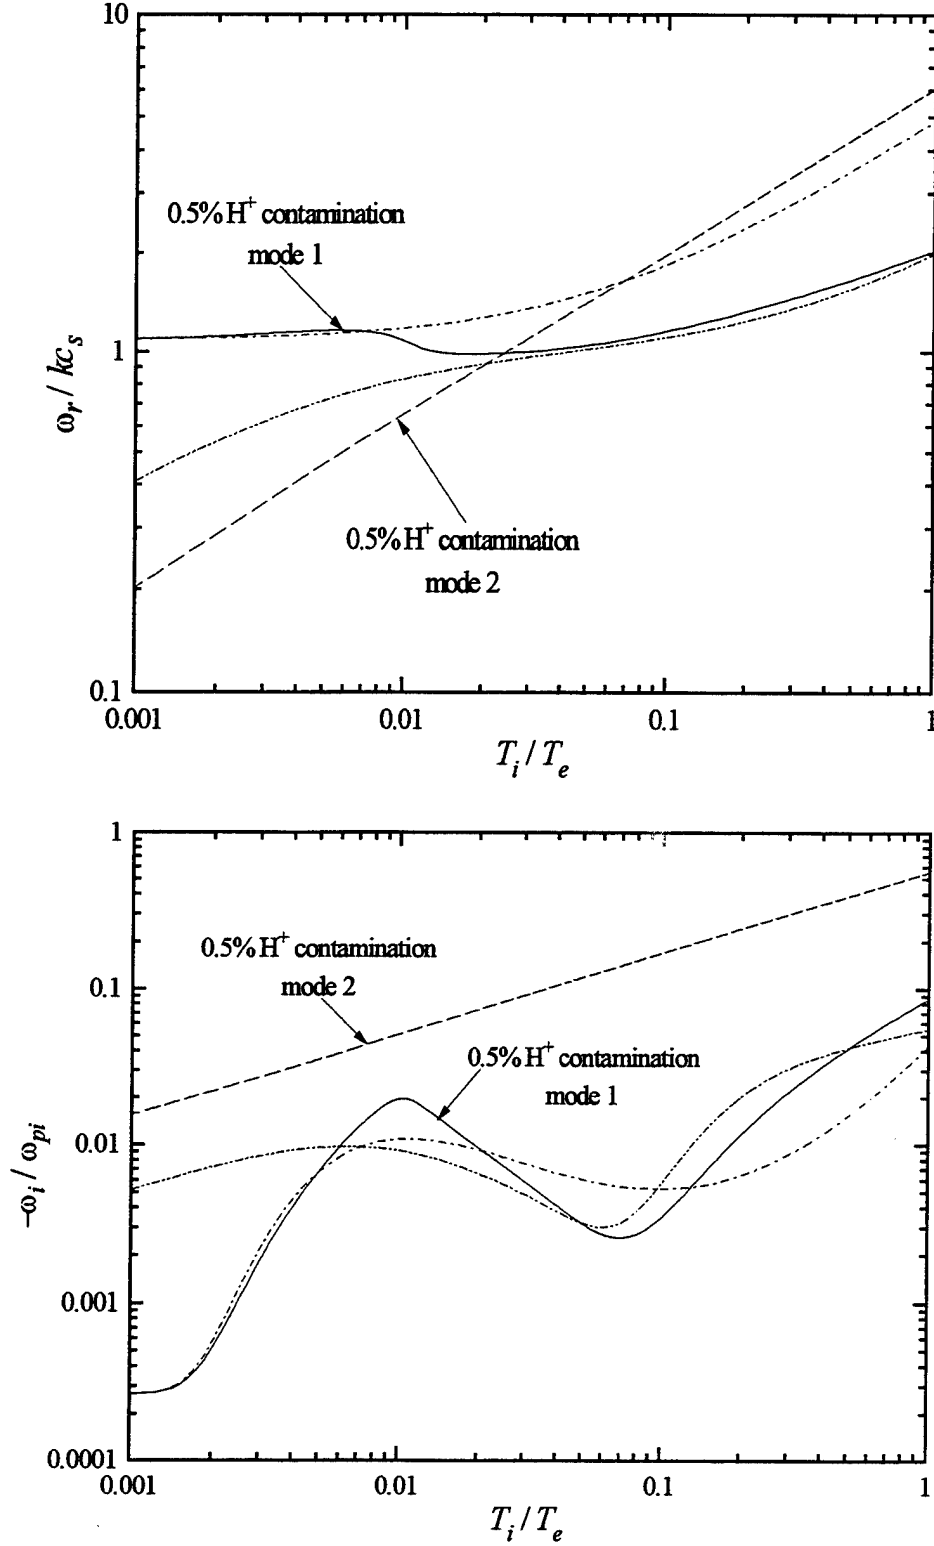 10
0.5% H⁺ contamination
mode 1
1
ωᵣ / kcₛ
0.5% H⁺ contamination
mode 2
0.1
0.001 0.01 0.1 1
Tᵢ / Tₑ
1
0.5% H⁺ contamination
mode 2
0.1
0.5% H⁺ contamination
mode 1
0.01
−ωᵢ / ωₚᵢ
0.001
0.0001
0.001 0.01 0.1 1
Tᵢ / Tₑ